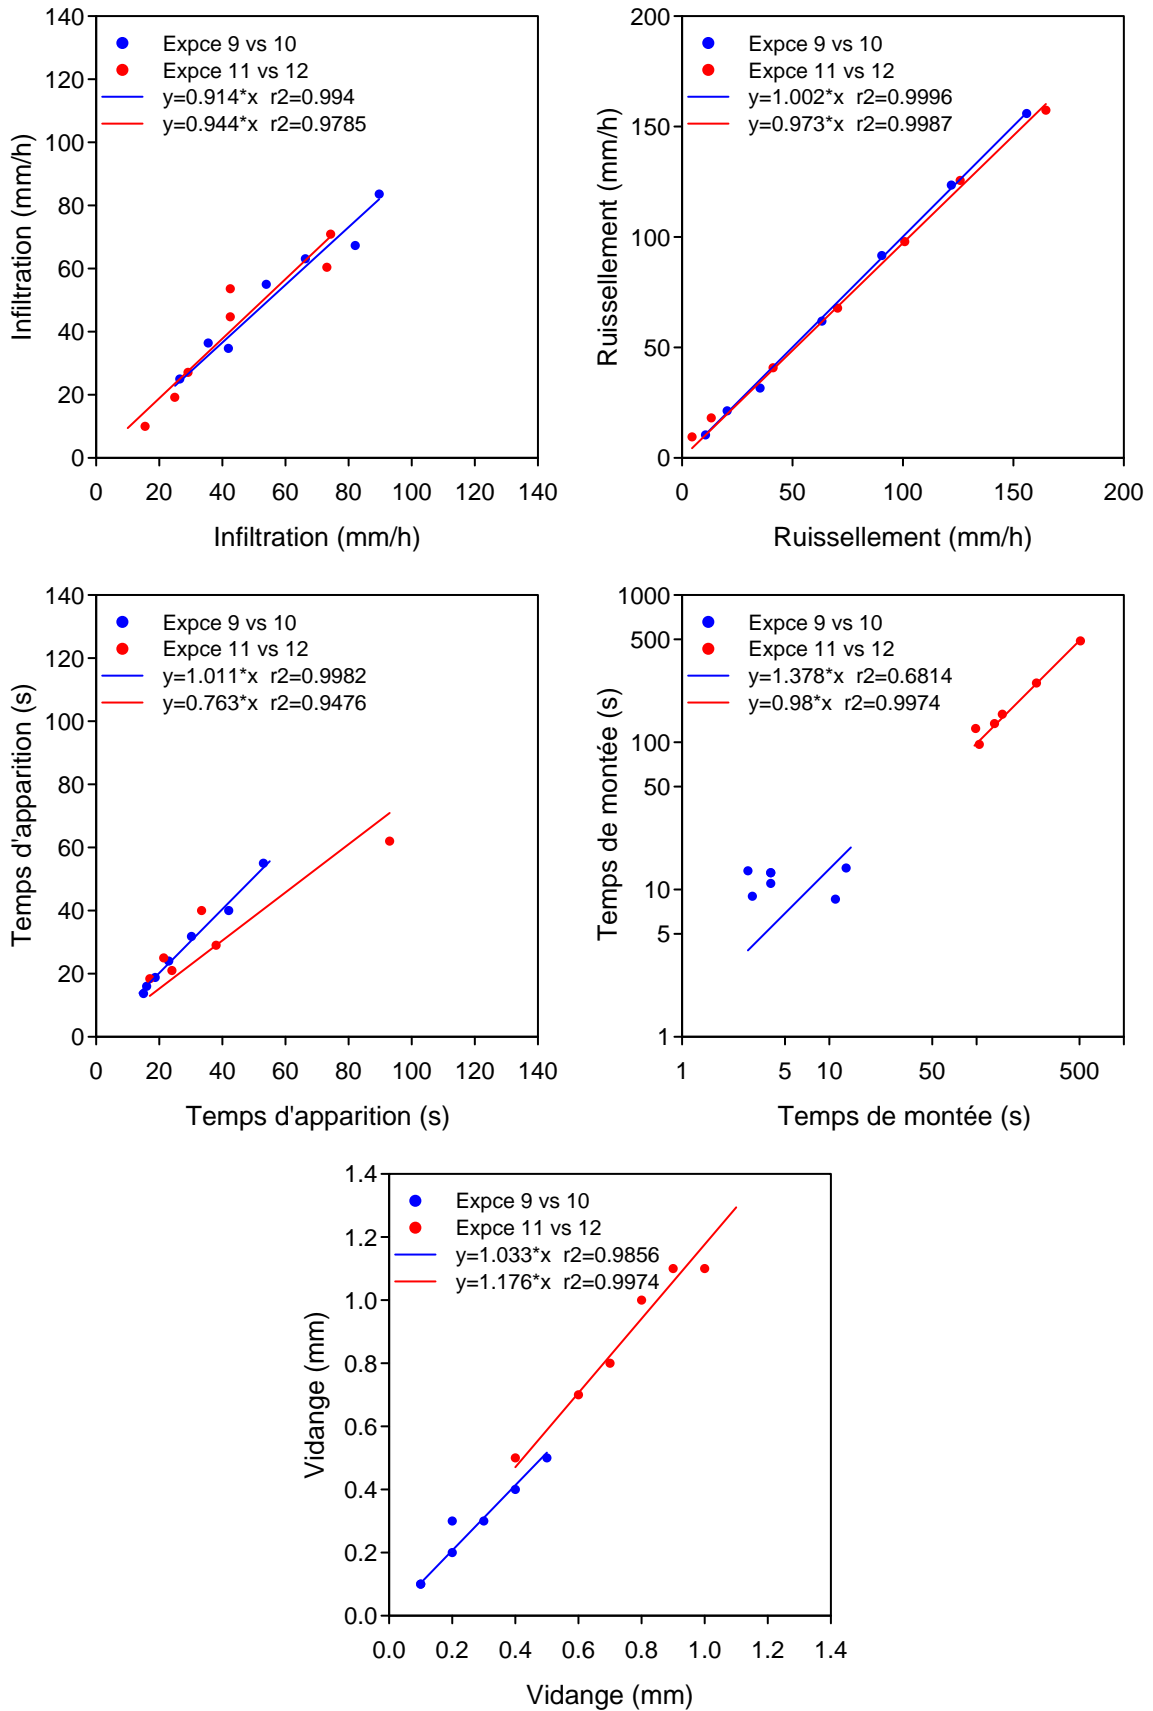 140
120
100
80
60
40
20
0
Infiltration (mm/h)
Expce 9 vs 10
Expce 11 vs 12
y=0.914*x r2=0.994
y=0.944*x r2=0.9785
0 20 40 60 80 100 120 140
Infiltration (mm/h)
200
150
100
50
0
Ruissellement (mm/h)
Expce 9 vs 10
Expce 11 vs 12
y=1.002*x r2=0.9996
y=0.973*x r2=0.9987
0 50 100 150 200
Ruissellement (mm/h)
140
120
100
80
60
40
20
0
Temps d'apparition (s)
Expce 9 vs 10
Expce 11 vs 12
y=1.011*x r2=0.9982
y=0.763*x r2=0.9476
0 20 40 60 80 100 120 140
Temps d'apparition (s)
1000
500
100
50
10
5
1
Temps de montée (s)
Expce 9 vs 10
Expce 11 vs 12
y=1.378*x r2=0.6814
y=0.98*x r2=0.9974
1 5 10 50 500
Temps de montée (s)
1.4
1.2
1.0
0.8
0.6
0.4
0.2
0.0
Vidange (mm)
Expce 9 vs 10
Expce 11 vs 12
y=1.033*x r2=0.9856
y=1.176*x r2=0.9974
0.0 0.2 0.4 0.6 0.8 1.0 1.2 1.4
Vidange (mm)